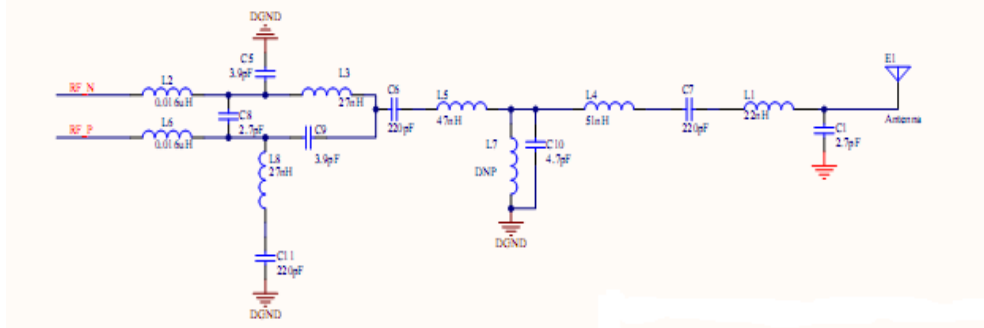 DGND
E1
C5
3.9pF
L2
L3
C6
L5
L4
C7
L1
RF_N
0.016uH
27nH
220pF
47nH
51nH
220pF
22nH
Antenna
C8
2.7pF
RF_P
L6
C9
0.016uH
3.9pF
L8
27nH
L7
C10
4.7pF
DNP
C1
2.7pF
DGND
C11
220pF
DGND